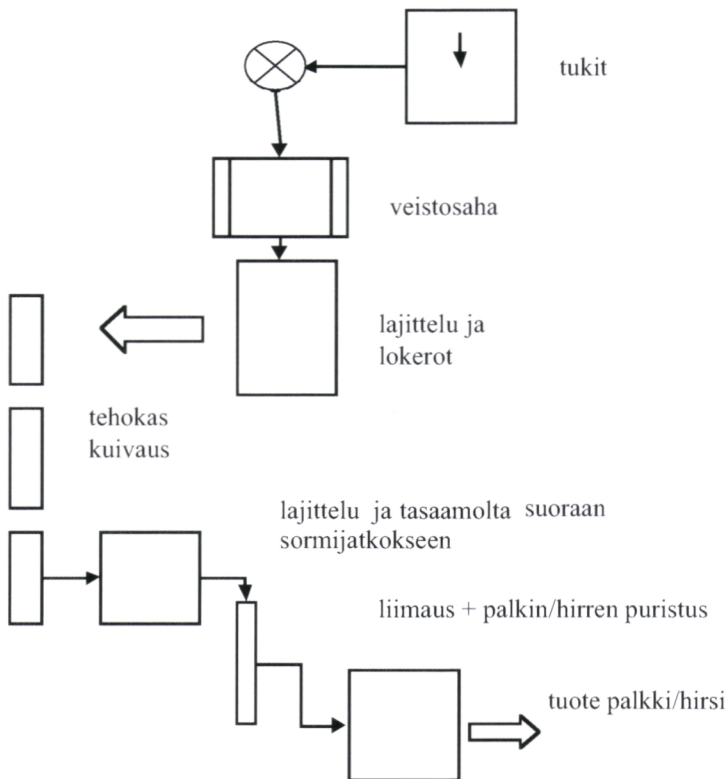 tukit
veistosaha
lajittelu ja
lokerot
tehokas
kuivaus
lajittelu ja tasaamolta suoraan
sormijatkokseen
liimaus + palkin/hirren puristus
tuote palkki/hirsi